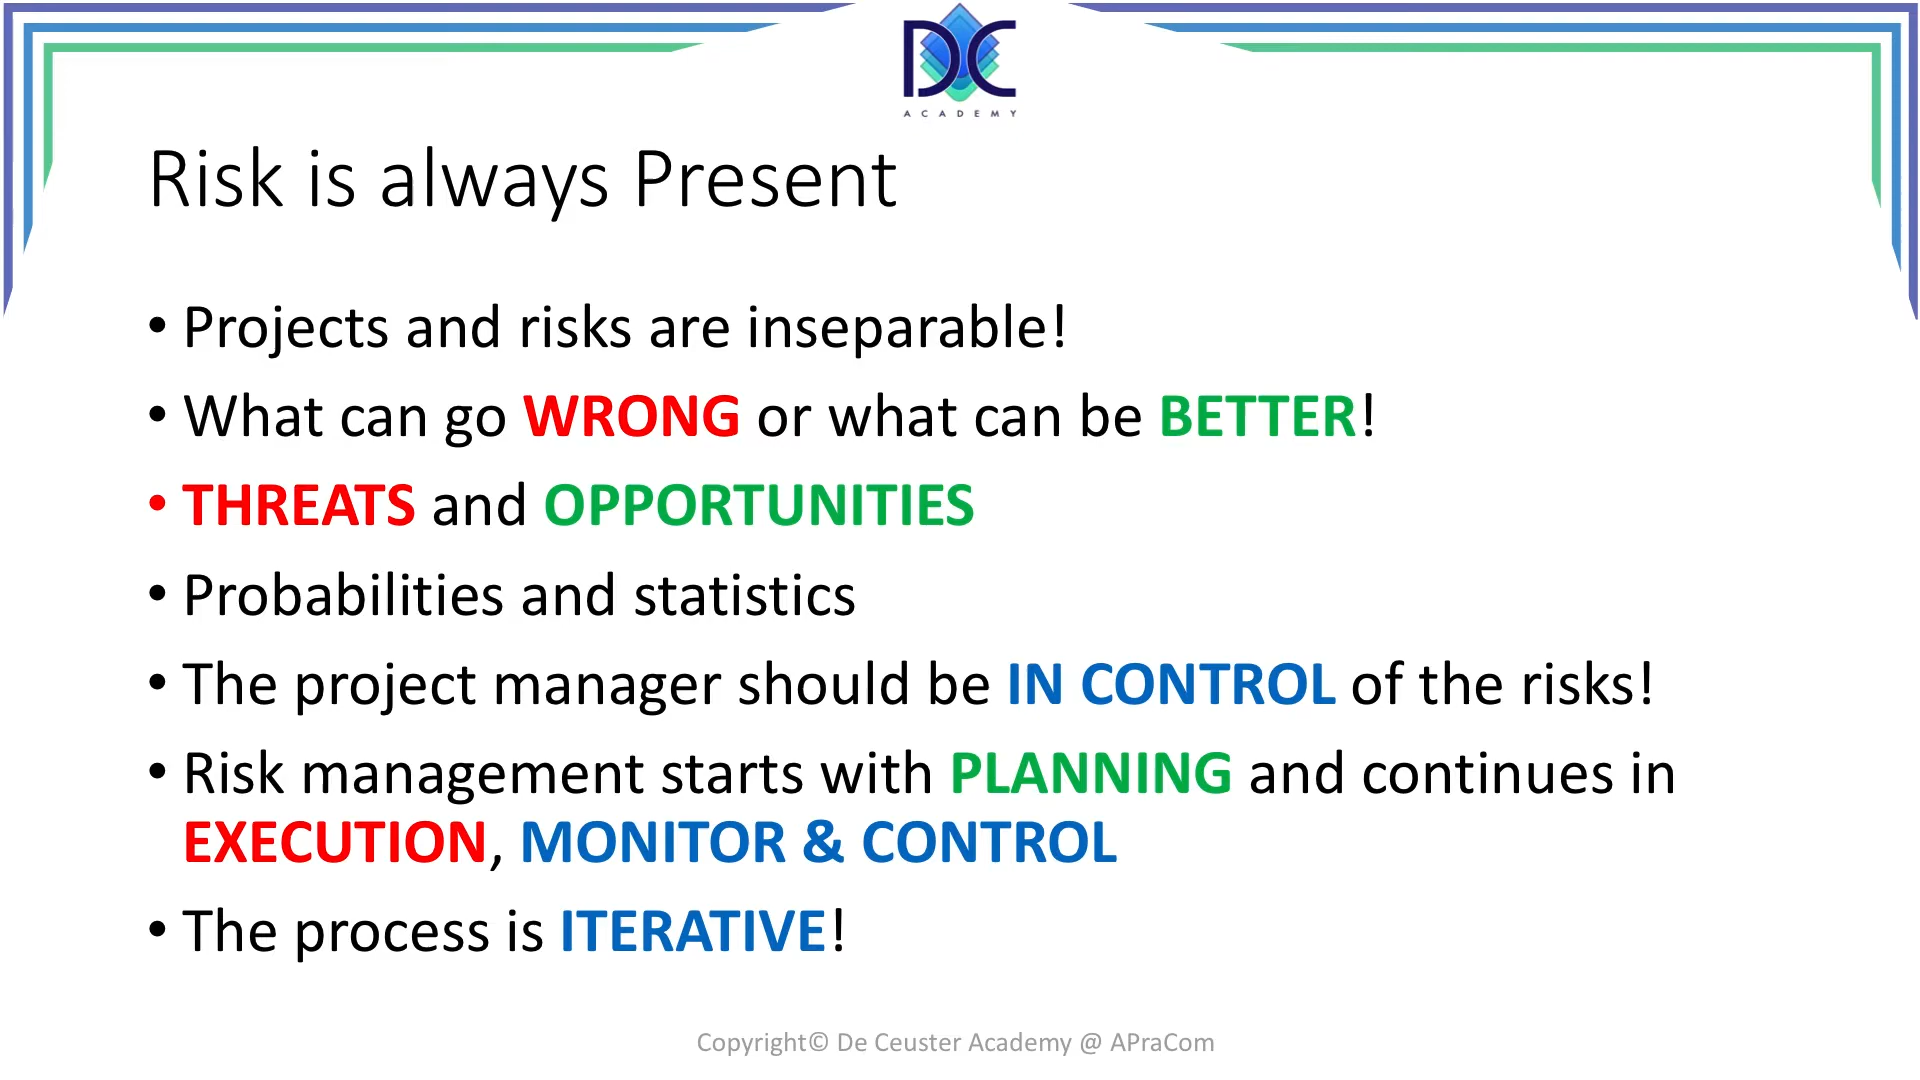 DC
ACADEMY
Risk is always Present
• Projects and risks are inseparable!
• What can go WRONG or what can be BETTER!
• THREATS and OPPORTUNITIES
• Probabilities and statistics
• The project manager should be IN CONTROL of the risks!
• Risk management starts with PLANNING and continues in
EXECUTION, MONITOR & CONTROL
• The process is ITERATIVE!
Copyright© De Ceuster Academy @ APraCom